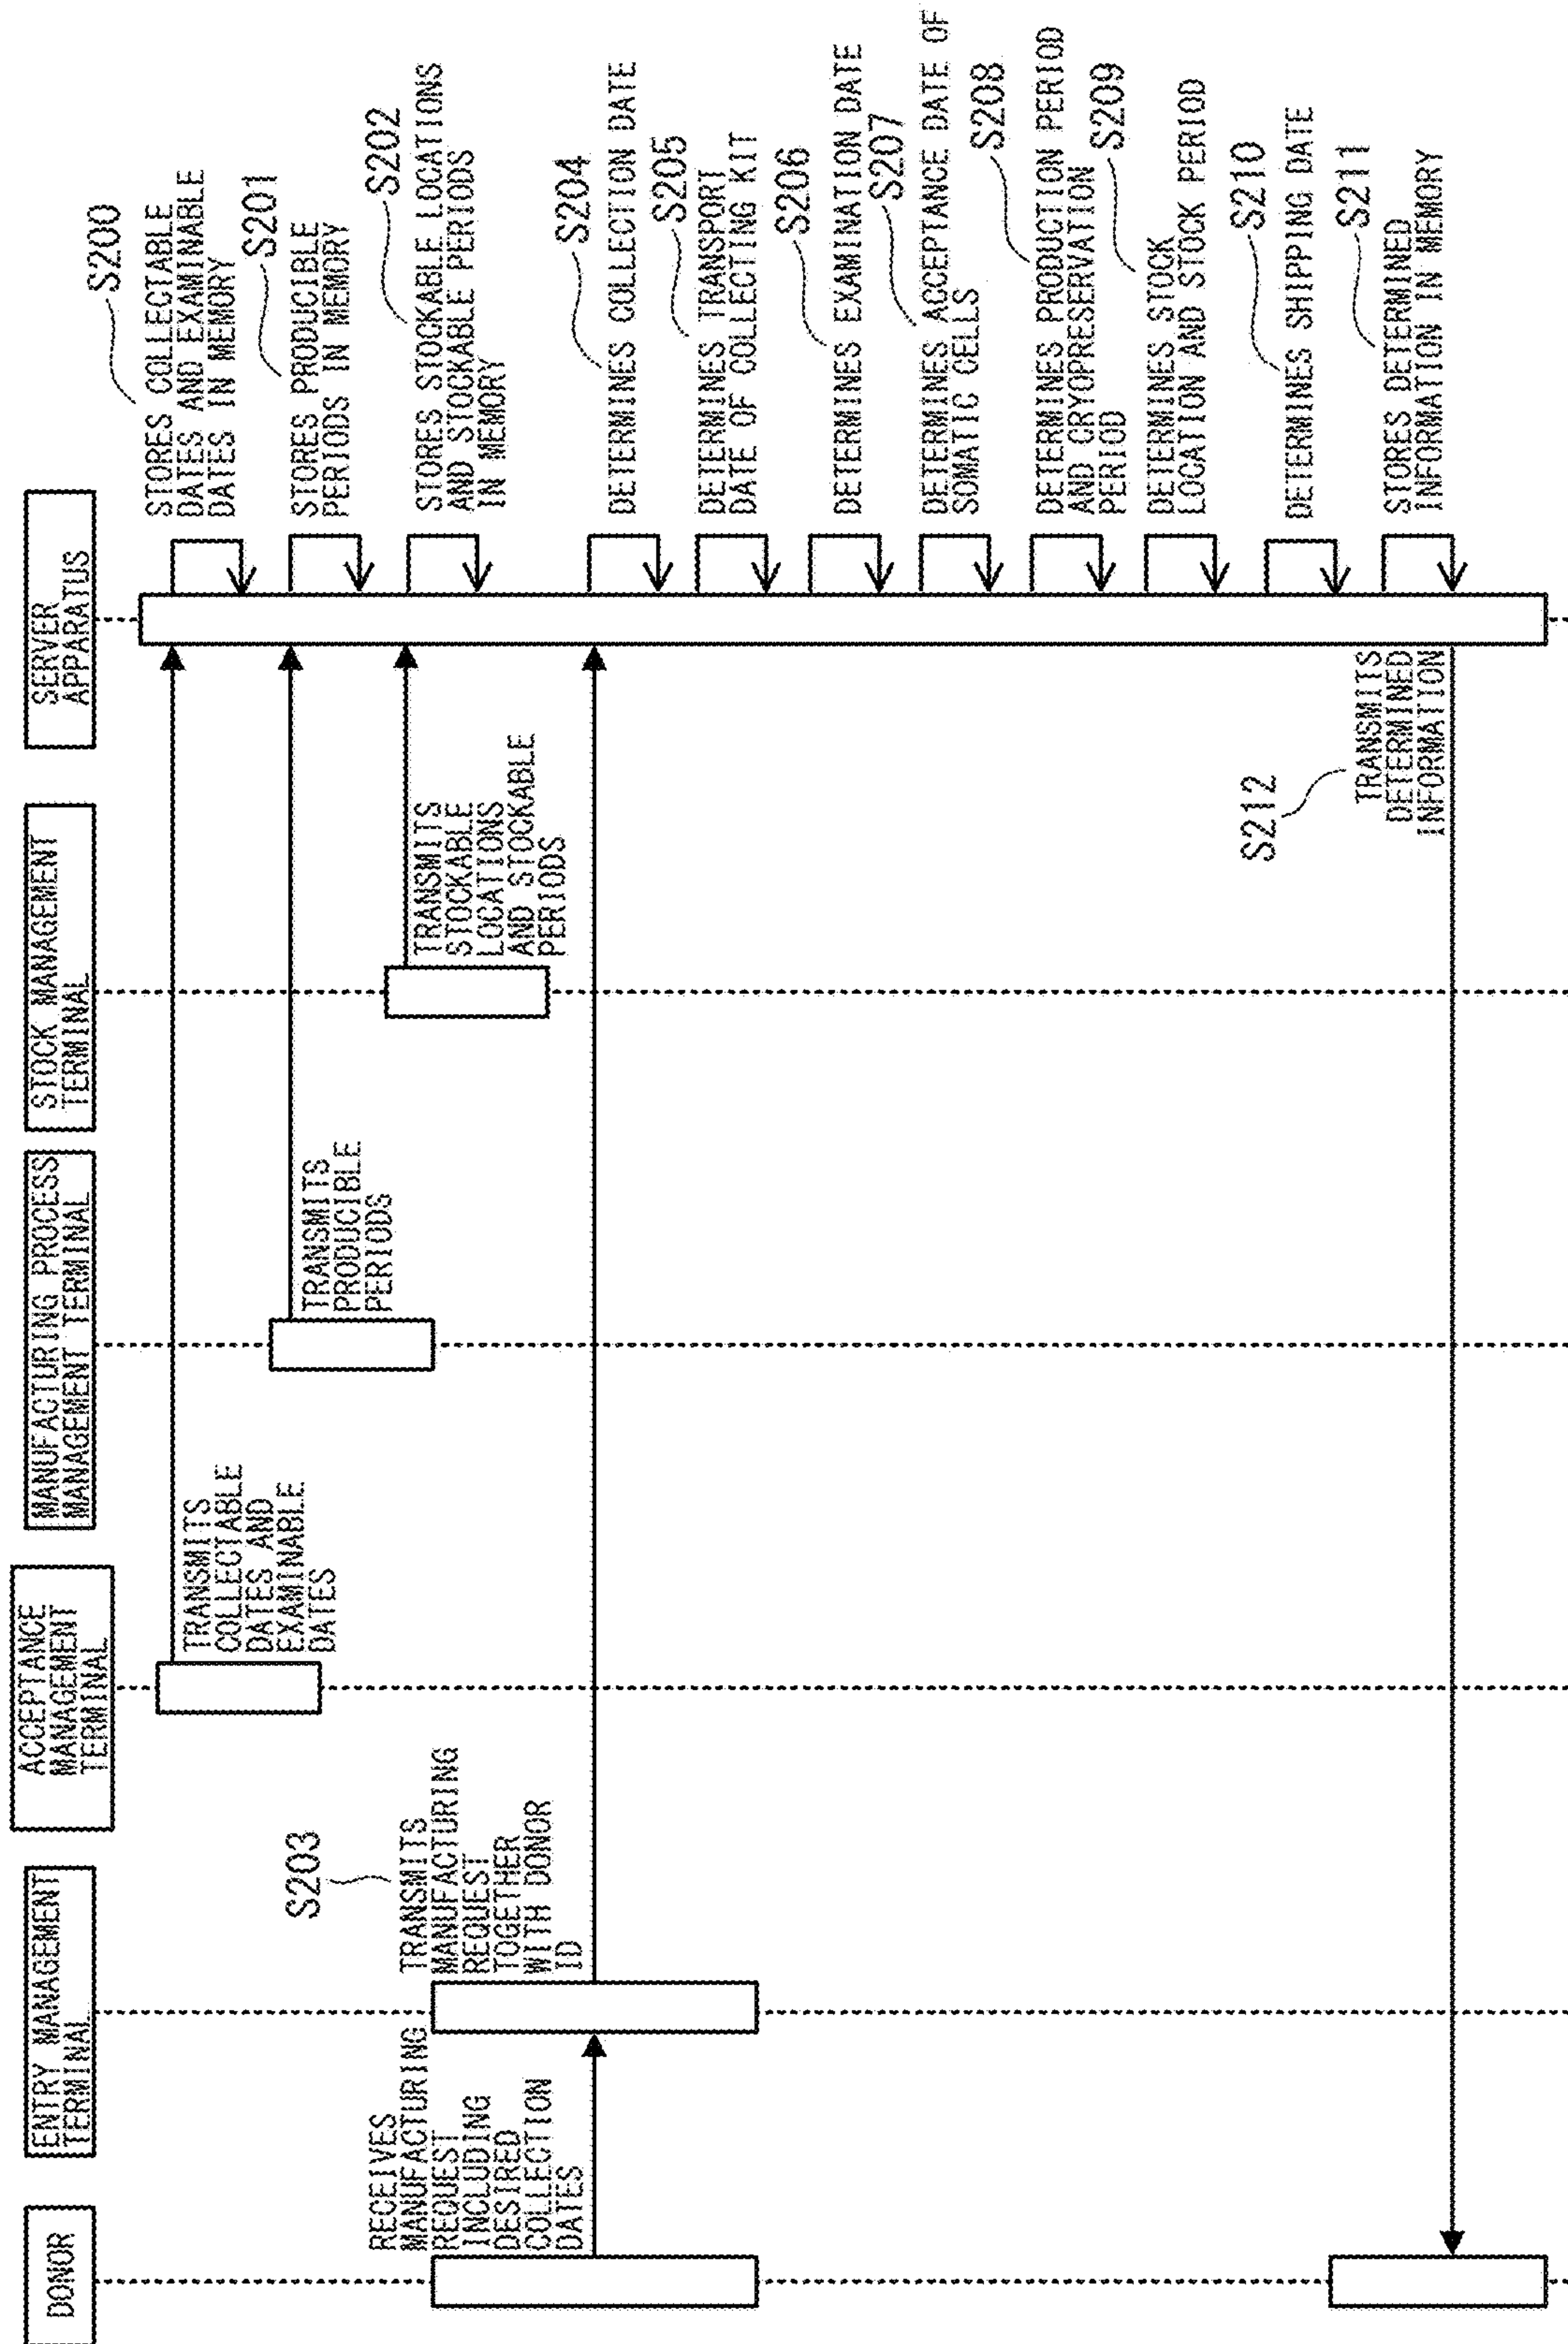 DONOR
ENTRY MANAGEMENT
TERMINAL
ACCEPTANCE
MANAGEMENT
TERMINAL
MANUFACTURING PROCESS
MANAGEMENT TERMINAL
STOCK MANAGEMENT
TERMINAL
SERVER
APPARATUS
TRANSMITS
COLLECTABLE
DATES AND
EXAMINABLE
DATES
S200
STORES COLLECTABLE
DATES AND EXAMINABLE
DATES IN MEMORY
TRANSMITS
PRODUCIBLE
PERIODS
S201
STORES PRODUCIBLE
PERIODS IN MEMORY
TRANSMITS
STOCKABLE
LOCATIONS
AND STOCKABLE
PERIODS
S202
STORES STOCKABLE LOCATIONS
AND STOCKABLE PERIODS
IN MEMORY
RECEIVES
MANUFACTURING
REQUEST
INCLUDING
DESIRED
COLLECTION
DATES
S203
TRANSMITS
MANUFACTURING
REQUEST
TOGETHER
WITH DONOR
ID
S204
DETERMINES COLLECTION DATE
S205
DETERMINES TRANSPORT
DATE OF COLLECTING KIT
S206
DETERMINES EXAMINATION DATE
S207
DETERMINES ACCEPTANCE DATE OF
SOMATIC CELLS
S208
DETERMINES PRODUCTION PERIOD
AND CRYOPRESERVATION
PERIOD
S209
DETERMINES STOCK
LOCATION AND STOCK PERIOD
S210
DETERMINES SHIPPING DATE
S211
STORES DETERMINED
INFORMATION IN MEMORY
S212
TRANSMITS
DETERMINED
INFORMATION